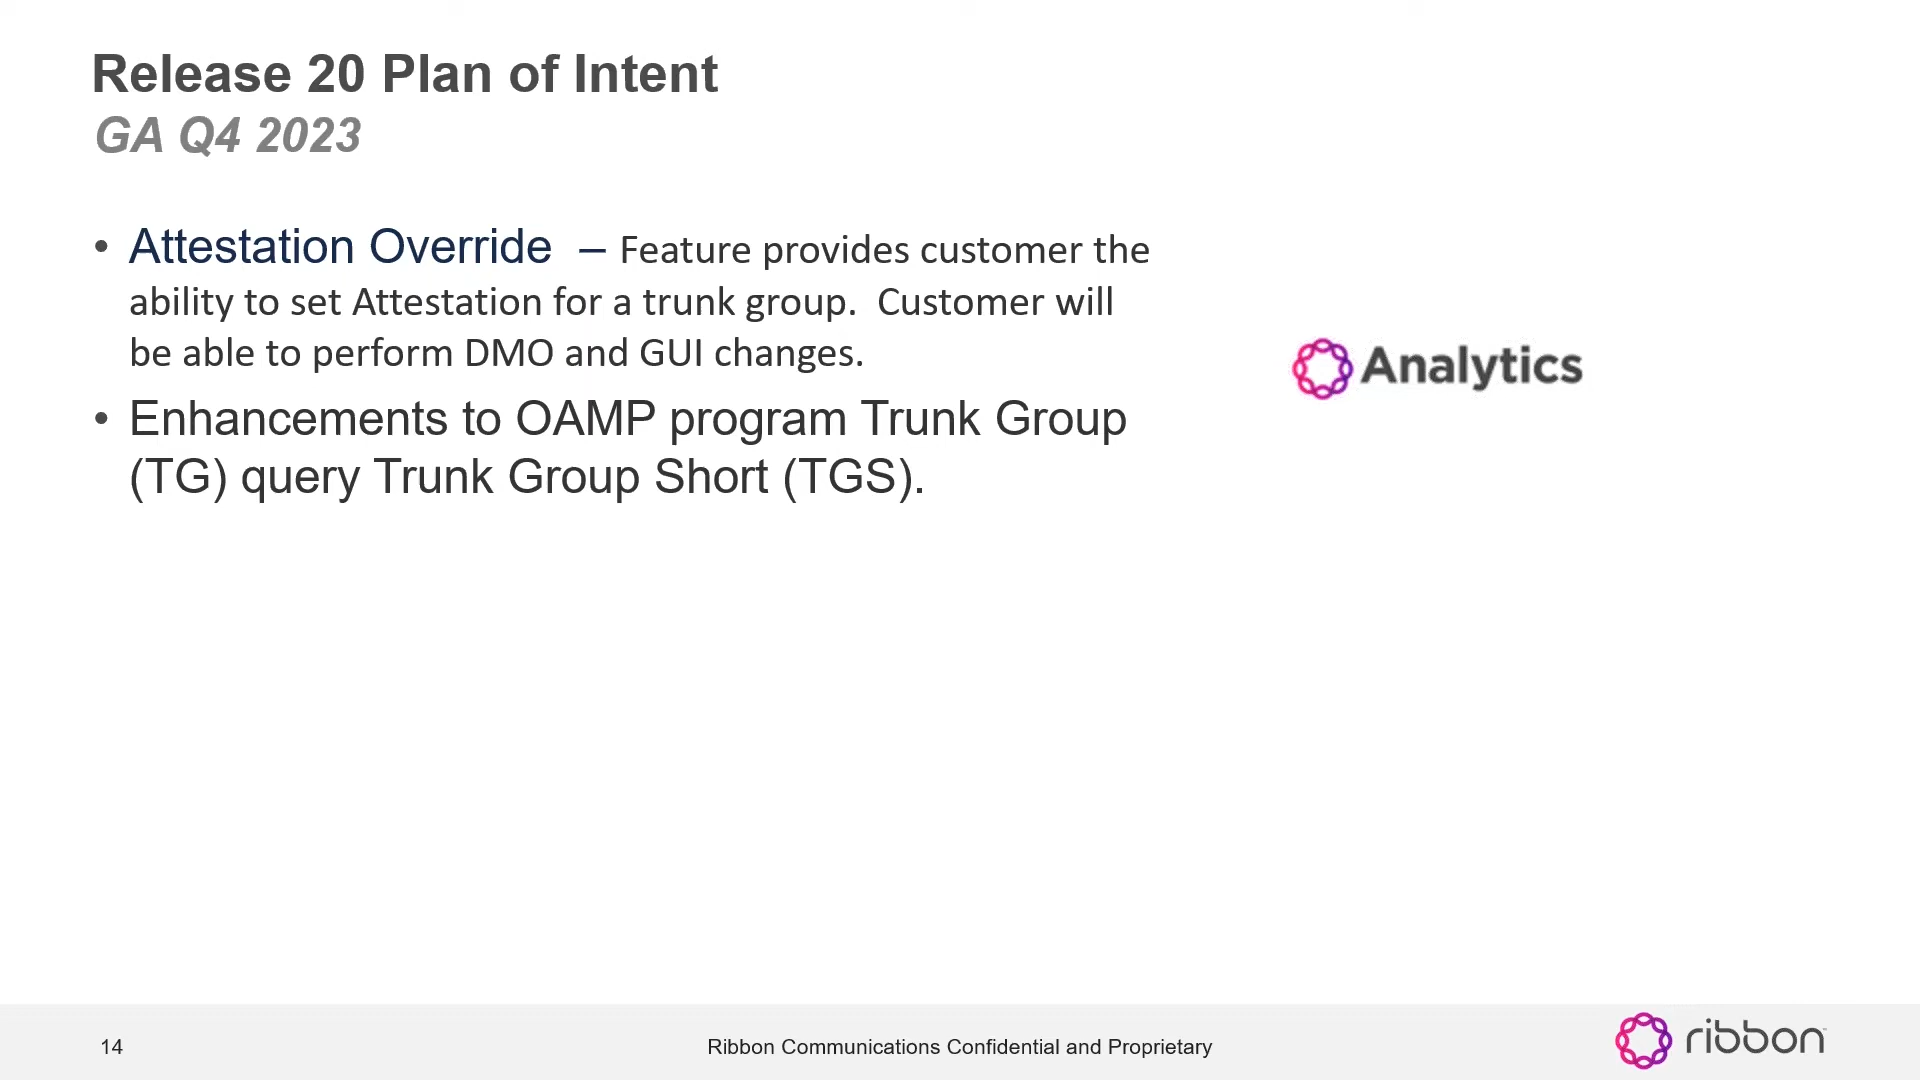 Release 20 Plan of Intent
GA Q4 2023
• Attestation Override – Feature provides customer the
ability to set Attestation for a trunk group. Customer will
be able to perform DMO and GUI changes.
• Enhancements to OAMP program Trunk Group
(TG) query Trunk Group Short (TGS).
Analytics
14
Ribbon Communications Confidential and Proprietary
ribbon